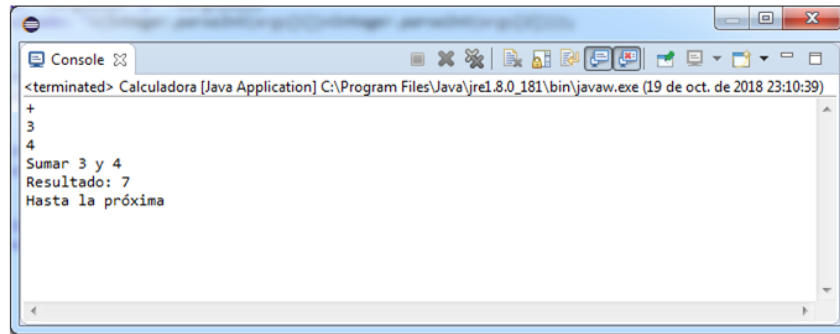 Console
<terminated> Calculadora [Java Application] C:\Program Files\Java\jre1.8.0_181\bin\javaw.exe (19 de oct. de 2018 23:10:39)
+
3
4
Sumar 3 y 4
Resultado: 7
Hasta la próxima